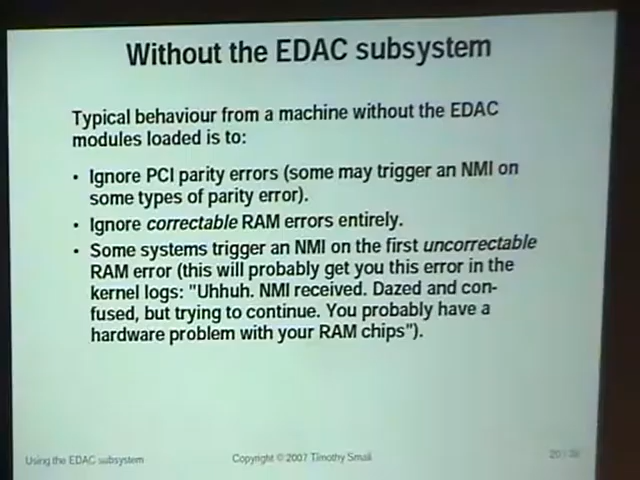 Without the EDAC subsystem
Typical behaviour from a machine without the EDAC
modules loaded is to:
• Ignore PCI parity errors (some may trigger an NMI on
some types of parity error).
• Ignore correctable RAM errors entirely.
• Some systems trigger an NMI on the first uncorrectable
RAM error (this will probably get you this error in the
kernel logs: "Uhhuh. NMI received. Dazed and con-
fused, but trying to continue. You probably have a
hardware problem with your RAM chips").
Using the EDAC subsystem
Copyright © 2007 Timothy Small
20 /